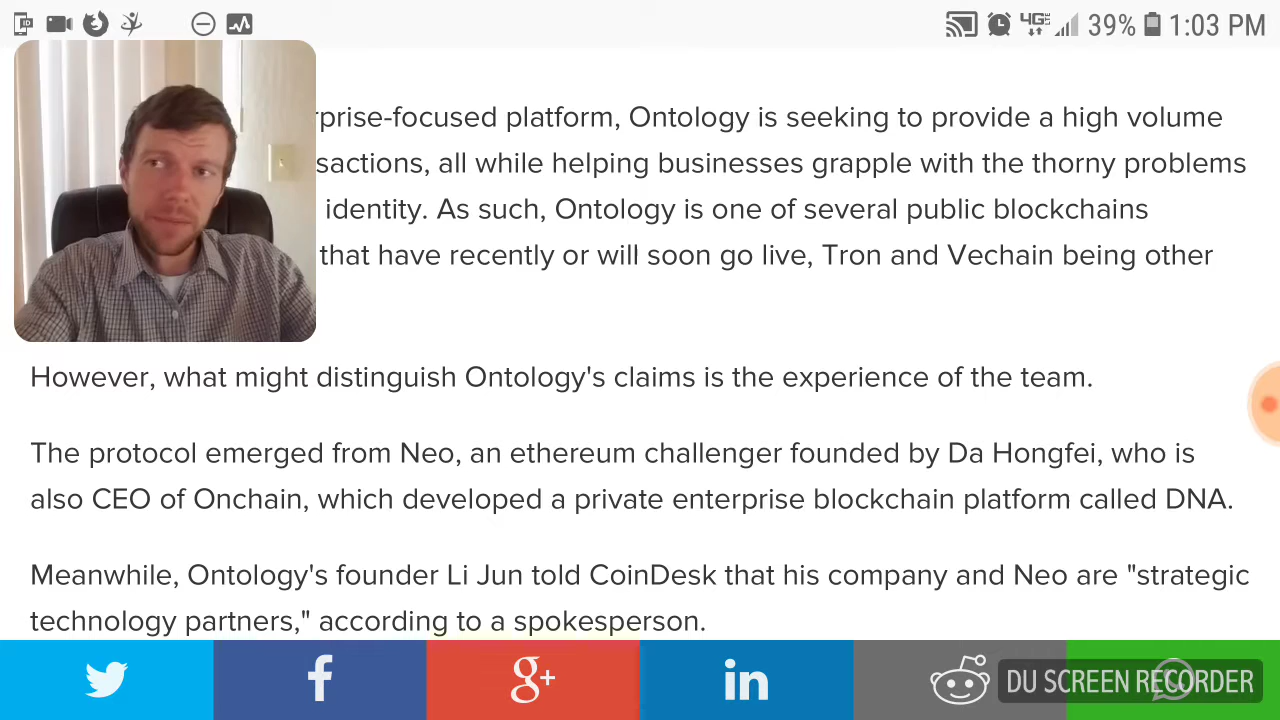 39% 1:03 PM
rprise-focused platform, Ontology is seeking to provide a high volume
sactions, all while helping businesses grapple with the thorny problems
identity. As such, Ontology is one of several public blockchains
that have recently or will soon go live, Tron and Vechain being other
However, what might distinguish Ontology's claims is the experience of the team.
The protocol emerged from Neo, an ethereum challenger founded by Da Hongfei, who is
also CEO of Onchain, which developed a private enterprise blockchain platform called DNA.
Meanwhile, Ontology's founder Li Jun told CoinDesk that his company and Neo are "strategic
technology partners," according to a spokesperson.
DU SCREEN RECORDER